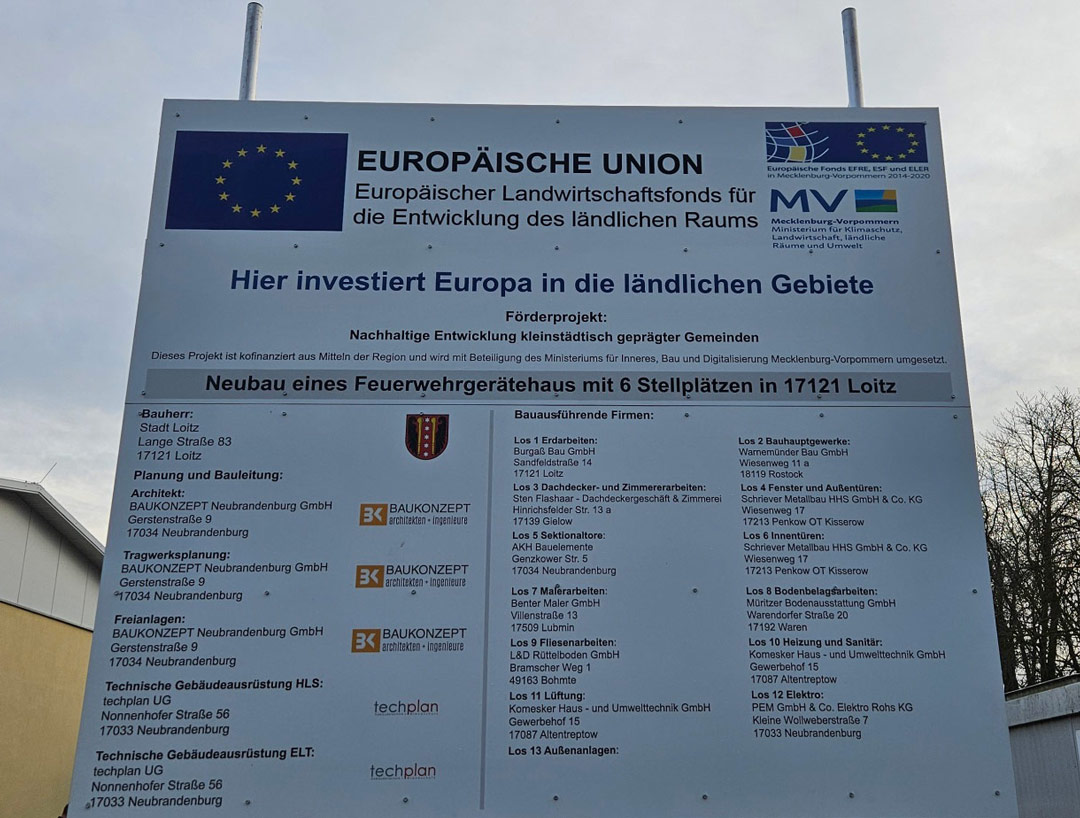 EUROPÄISCHE UNION
Europäischer Landwirtschaftsfonds für
die Entwicklung des ländlichen Raums
Europäische Fonds EFRE, ESF und ELER
in Mecklenburg-Vorpommern 2014-2020
MV
Mecklenburg-Vorpommern
Ministerium für Klimaschutz,
Landwirtschaft, ländliche
Räume und Umwelt
Hier investiert Europa in die ländlichen Gebiete
Förderprojekt:
Nachhaltige Entwicklung kleinstädtisch geprägter Gemeinden
Dieses Projekt ist kofinanziert aus Mitteln der Region und wird mit Beteiligung des Ministeriums für Inneres, Bau und Digitalisierung Mecklenburg-Vorpommern umgesetzt.
Neubau eines Feuerwehrgerätehaus mit 6 Stellplätzen in 17121 Loitz
Bauherr:
Stadt Loitz
Lange Straße 83
17121 Loitz
Planung und Bauleitung:
Architekt:
BAUKONZEPT Neubrandenburg GmbH
Gerstenstraße 9
17034 Neubrandenburg
BK BAUKONZEPT
architekten + ingenieure
Tragwerksplanung:
BAUKONZEPT Neubrandenburg GmbH
Gerstenstraße 9
17034 Neubrandenburg
BK BAUKONZEPT
architekten + ingenieure
Freianlagen:
BAUKONZEPT Neubrandenburg GmbH
Gerstenstraße 9
17034 Neubrandenburg
BK BAUKONZEPT
architekten + ingenieure
Technische Gebäudeausrüstung HLS:
techplan UG
Nonnenhofer Straße 56
17033 Neubrandenburg
techplan
Technische Gebäudeausrüstung ELT:
techplan UG
Nonnenhofer Straße 56
17033 Neubrandenburg
techplan
Bauausführende Firmen:
Los 1 Erdarbeiten:
Burgaß Bau GmbH
Sandfeldstraße 14
17121 Loitz
Los 2 Bauhauptgewerke:
Warnemünder Bau GmbH
Wiesenweg 11 a
18119 Rostock
Los 3 Dachdecker- und Zimmererarbeiten:
Sten Flashaar - Dachdeckergeschäft & Zimmerei
Hinrichsfelder Str. 13 a
17139 Gielow
Los 4 Fenster und Außentüren:
Schriever Metallbau HHS GmbH & Co. KG
Wiesenweg 17
17213 Penkow OT Kisserow
Los 5 Sektionaltore:
AKH Bauelemente
Genzkower Str. 5
17034 Neubrandenburg
Los 6 Innentüren:
Schriever Metallbau HHS GmbH & Co. KG
Wiesenweg 17
17213 Penkow OT Kisserow
Los 7 Malerarbeiten:
Benter Maler GmbH
Villenstraße 13
17509 Lubmin
Los 8 Bodenbelagsarbeiten:
Müritzer Bodenausstattung GmbH
Warendorfer Straße 20
17192 Waren
Los 9 Fliesenarbeiten:
L&D Rüttelboden GmbH
Bramscher Weg 1
49163 Bohmte
Los 10 Heizung und Sanitär:
Komesker Haus - und Umwelttechnik GmbH
Gewerbehof 15
17087 Altentreptow
Los 11 Lüftung:
Komesker Haus - und Umwelttechnik GmbH
Gewerbehof 15
17087 Altentreptow
Los 12 Elektro:
PEM GmbH & Co. Elektro Rohs KG
Kleine Wollweberstraße 7
17033 Neubrandenburg
Los 13 Außenanlagen: